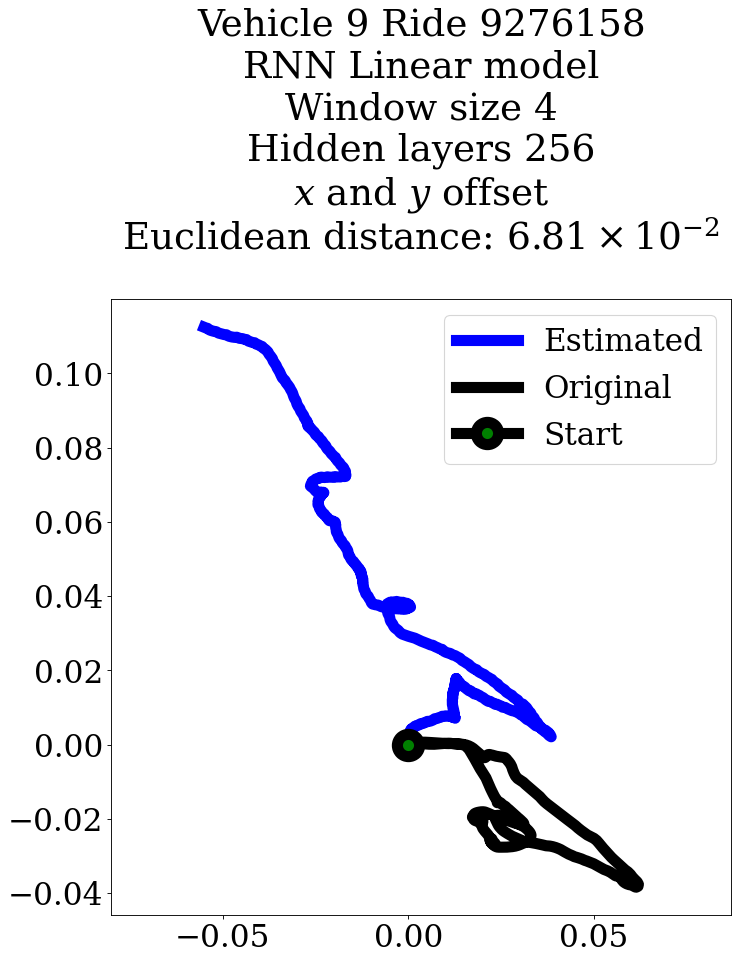 Vehicle 9 Ride 9276158
RNN Linear model
Window size 4
Hidden layers 256
x and y offset
Euclidean distance: 6.81 × 10⁻²
Estimated
Original
Start
0.10
0.08
0.06
0.04
0.02
0.00
−0.02
−0.04
−0.05
0.00
0.05